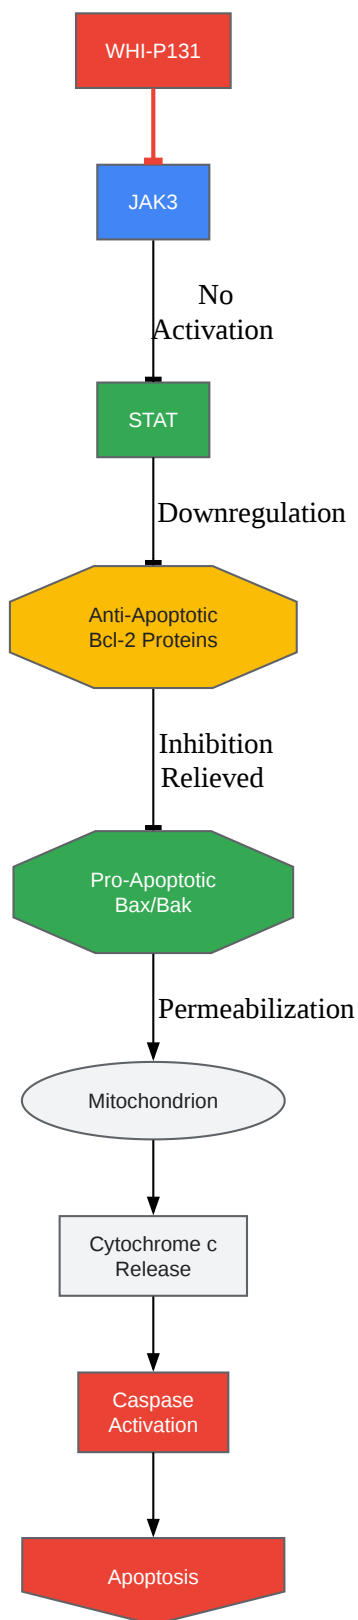 WHI-P131
JAK3
No
Activation
STAT
Downregulation
Anti-Apoptotic
Bcl-2 Proteins
Inhibition
Relieved
Pro-Apoptotic
Bax/Bak
Permeabilization
Mitochondrion
Cytochrome c
Release
Caspase
Activation
Apoptosis